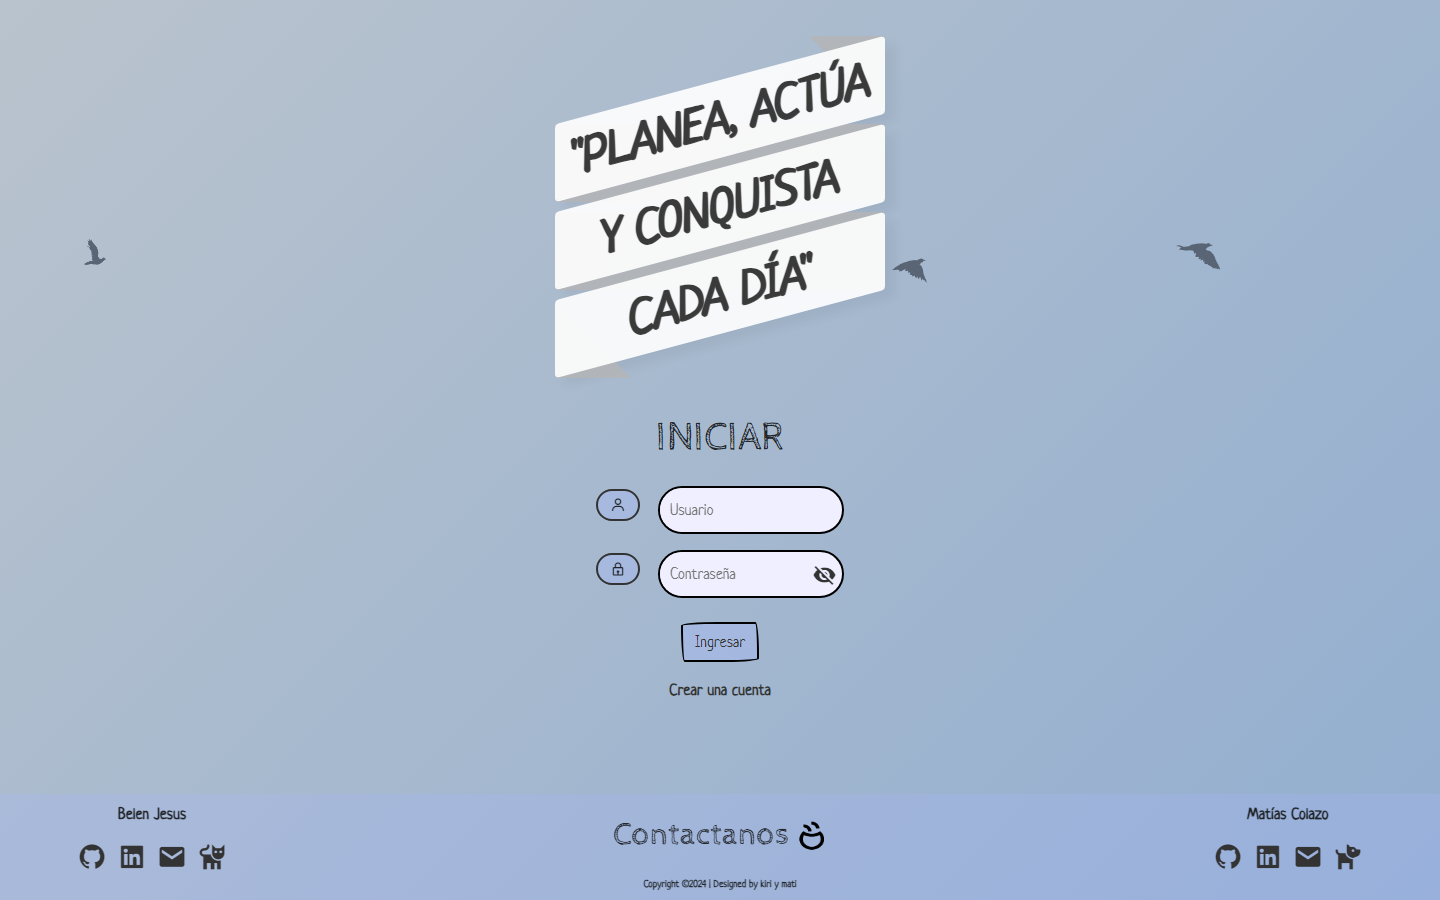 "PLANEA, ACTÚA
Y CONQUISTA
CADA DÍA"
INICIAR
Usuario
Contraseña
Ingresar
Crear una cuenta
Belen Jesus
Contactanos
Matías Colazo
Copyright ©2024 | Designed by kiri y mati